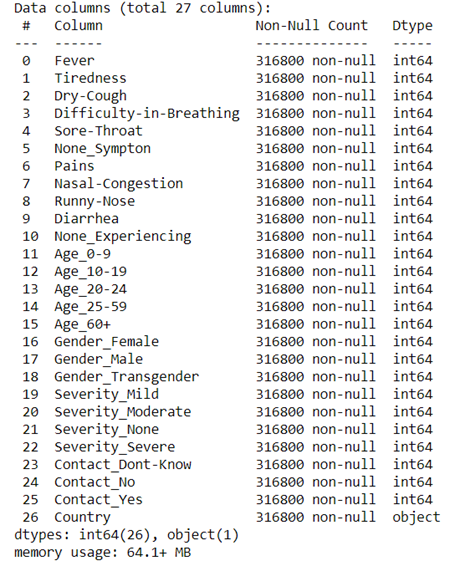 Data columns (total 27 columns):
 #   Column                   Non-Null Count   Dtype
---  ------                   --------------   -----
 0   Fever                    316800 non-null  int64
 1   Tiredness                316800 non-null  int64
 2   Dry-Cough                316800 non-null  int64
 3   Difficulty-in-Breathing  316800 non-null  int64
 4   Sore-Throat              316800 non-null  int64
 5   None_Sympton             316800 non-null  int64
 6   Pains                    316800 non-null  int64
 7   Nasal-Congestion         316800 non-null  int64
 8   Runny-Nose               316800 non-null  int64
 9   Diarrhea                 316800 non-null  int64
 10  None_Experiencing        316800 non-null  int64
 11  Age_0-9                  316800 non-null  int64
 12  Age_10-19                316800 non-null  int64
 13  Age_20-24                316800 non-null  int64
 14  Age_25-59                316800 non-null  int64
 15  Age_60+                  316800 non-null  int64
 16  Gender_Female            316800 non-null  int64
 17  Gender_Male              316800 non-null  int64
 18  Gender_Transgender       316800 non-null  int64
 19  Severity_Mild            316800 non-null  int64
 20  Severity_Moderate        316800 non-null  int64
 21  Severity_None            316800 non-null  int64
 22  Severity_Severe          316800 non-null  int64
 23  Contact_Dont-Know        316800 non-null  int64
 24  Contact_No               316800 non-null  int64
 25  Contact_Yes              316800 non-null  int64
 26  Country                  316800 non-null  object
dtypes: int64(26), object(1)
memory usage: 64.1+ MB